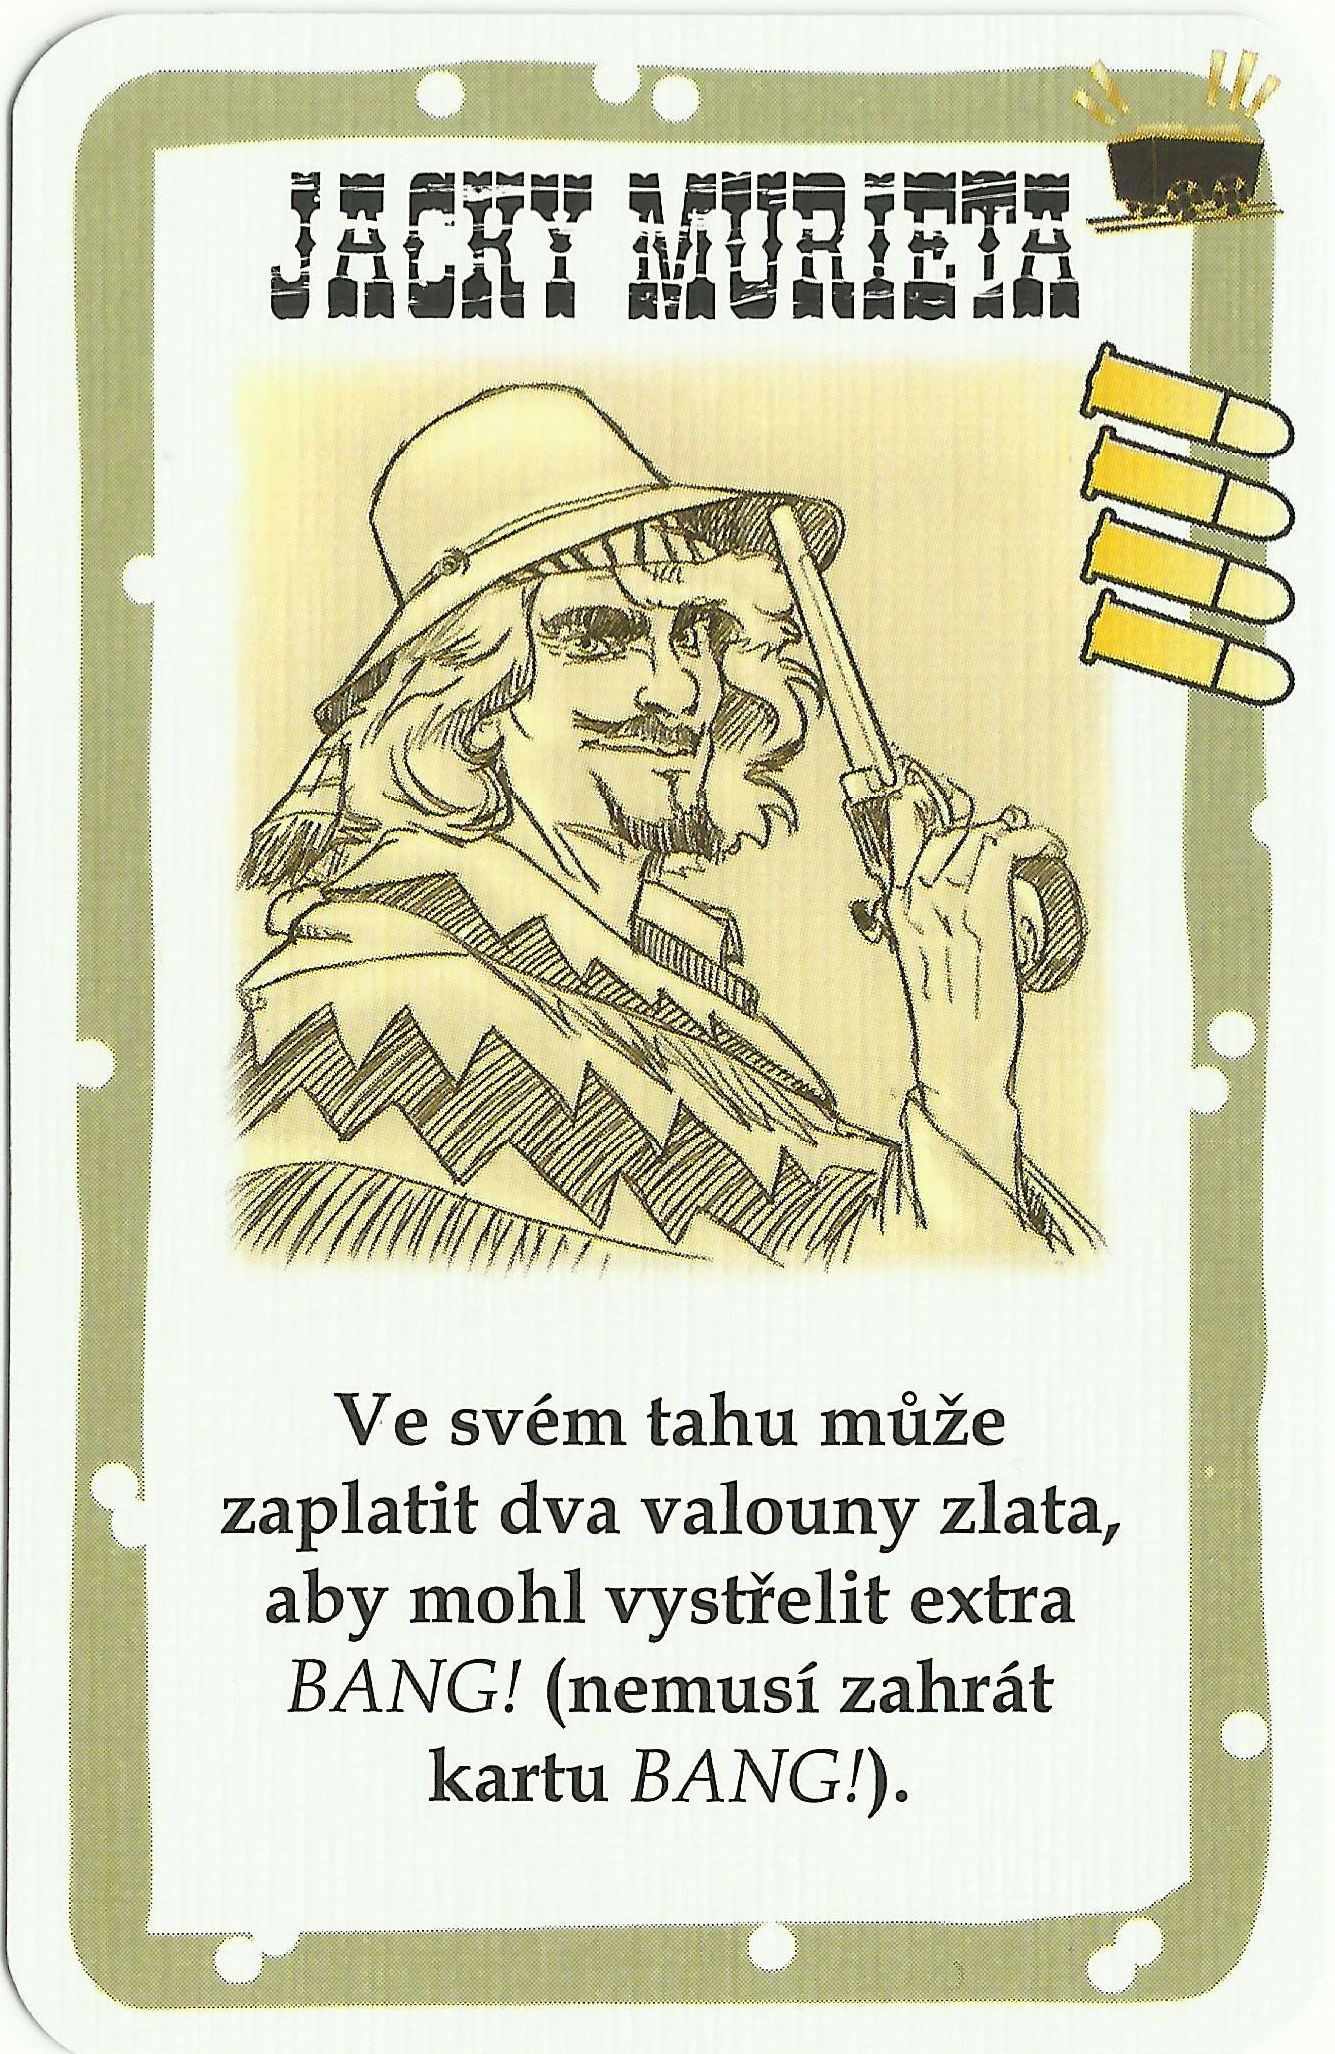 JACKY MURIETA
Ve svém tahu může
zaplatit dva valouny zlata,
aby mohl vystřelit extra
BANG! (nemusí zahrát
kartu BANG!).